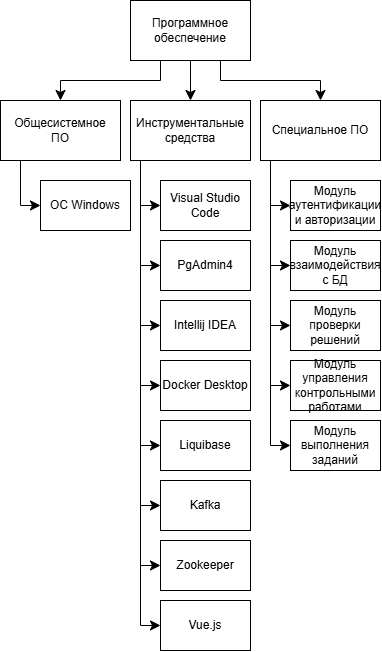 Программное
обеспечение
Общесистемное
ПО
Инструментальные
средства
Специальное ПО
ОС Windows
Visual Studio
Code
PgAdmin4
Intellij IDEA
Docker Desktop
Liquibase
Kafka
Zookeeper
Vue.js
Модуль
аутентификации
и авторизации
Модуль
взаимодействия
с БД
Модуль
проверки
решений
Модуль
управления
контрольными
работами
Модуль
выполнения
заданий